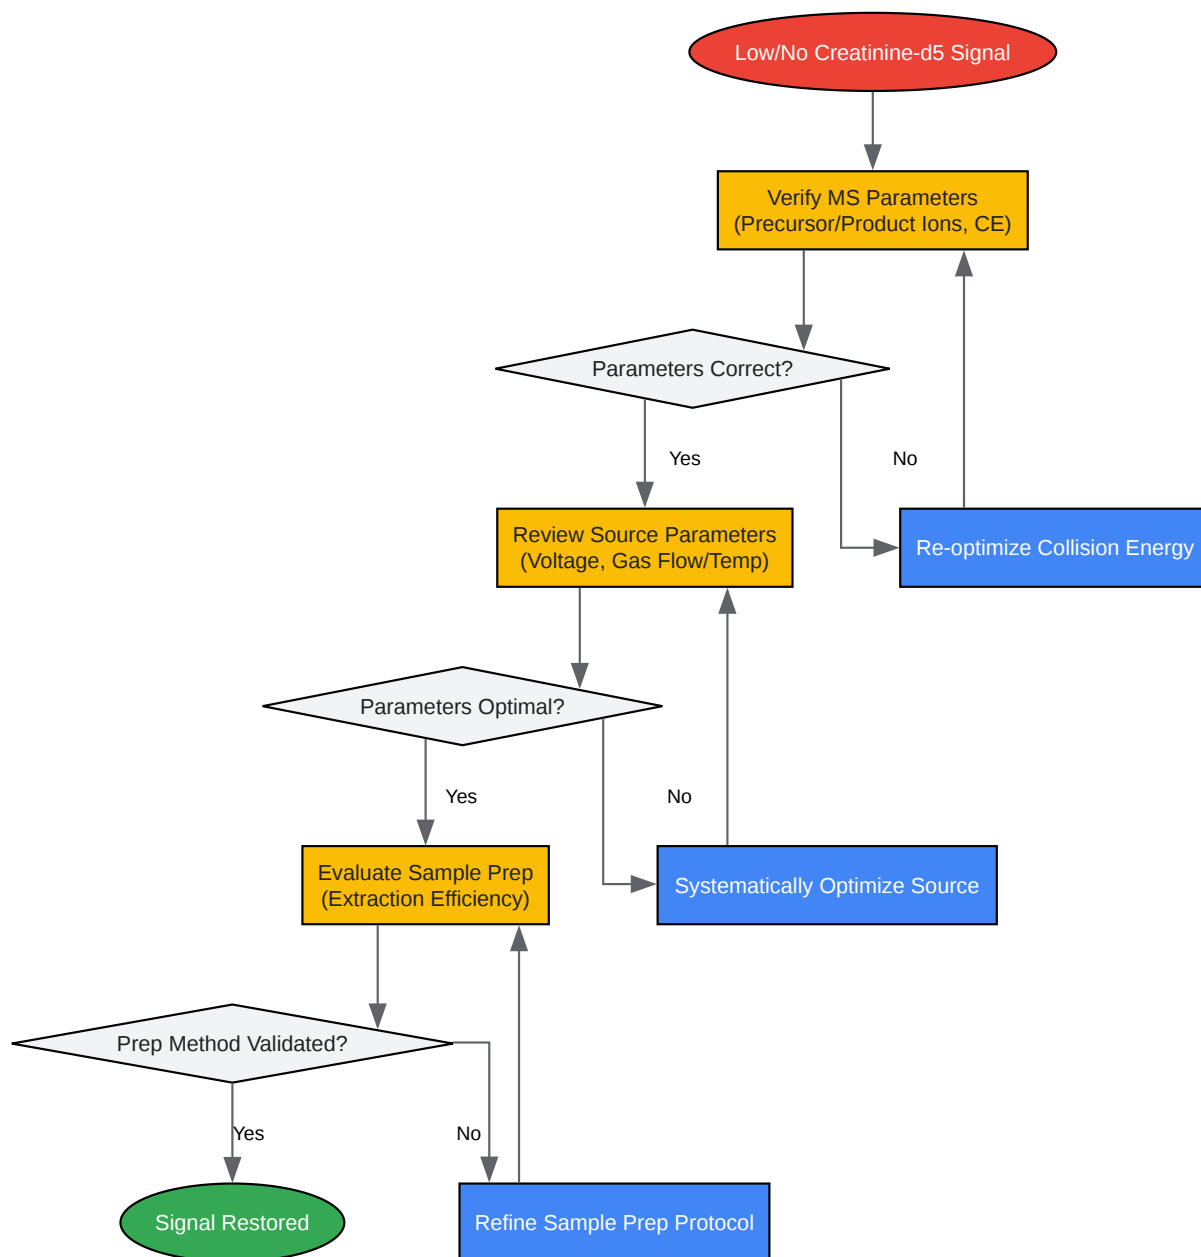 Low/No Creatinine-d5 Signal
Verify MS Parameters
(Precursor/Product Ions, CE)
Parameters Correct?
Yes
No
Review Source Parameters
(Voltage, Gas Flow/Temp)
Re-optimize Collision Energy
Parameters Optimal?
Yes
No
Evaluate Sample Prep
(Extraction Efficiency)
Systematically Optimize Source
Prep Method Validated?
Yes
No
Signal Restored
Refine Sample Prep Protocol